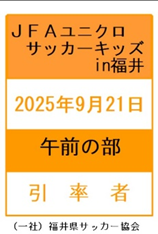 JFAユニクロ
サッカーキッズ
in福井
2025年9月21日
午前の部
引率者
(一社)福井県サッカー協会